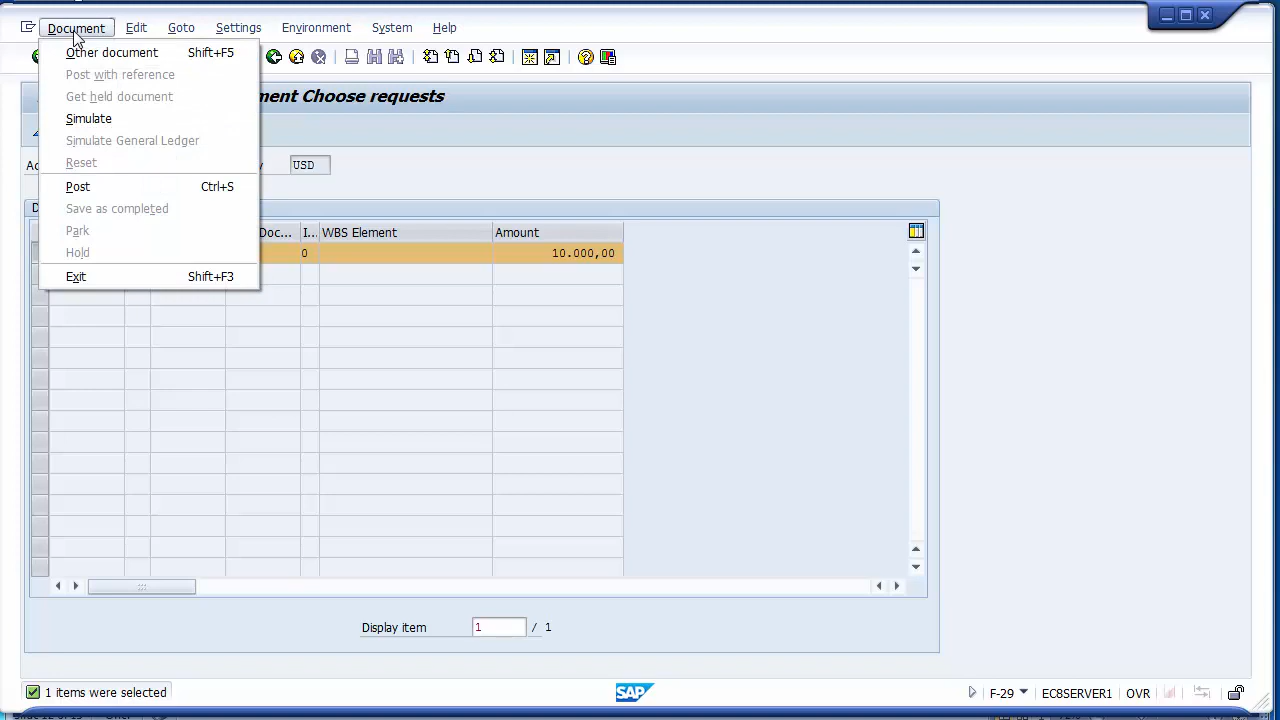 Document Edit Goto Settings Environment System Help
Other document Shift+F5
Post with reference
Get held document
ment Choose requests
Simulate
Simulate General Ledger
Reset
USD
Post Ctrl+S
Save as completed
Park
Doc... I.. WBS Element Amount
Hold
0 10.000,00
Exit Shift+F3
Display item 1 / 1
1 items were selected
SAP
F-29 EC8SERVER1 OVR